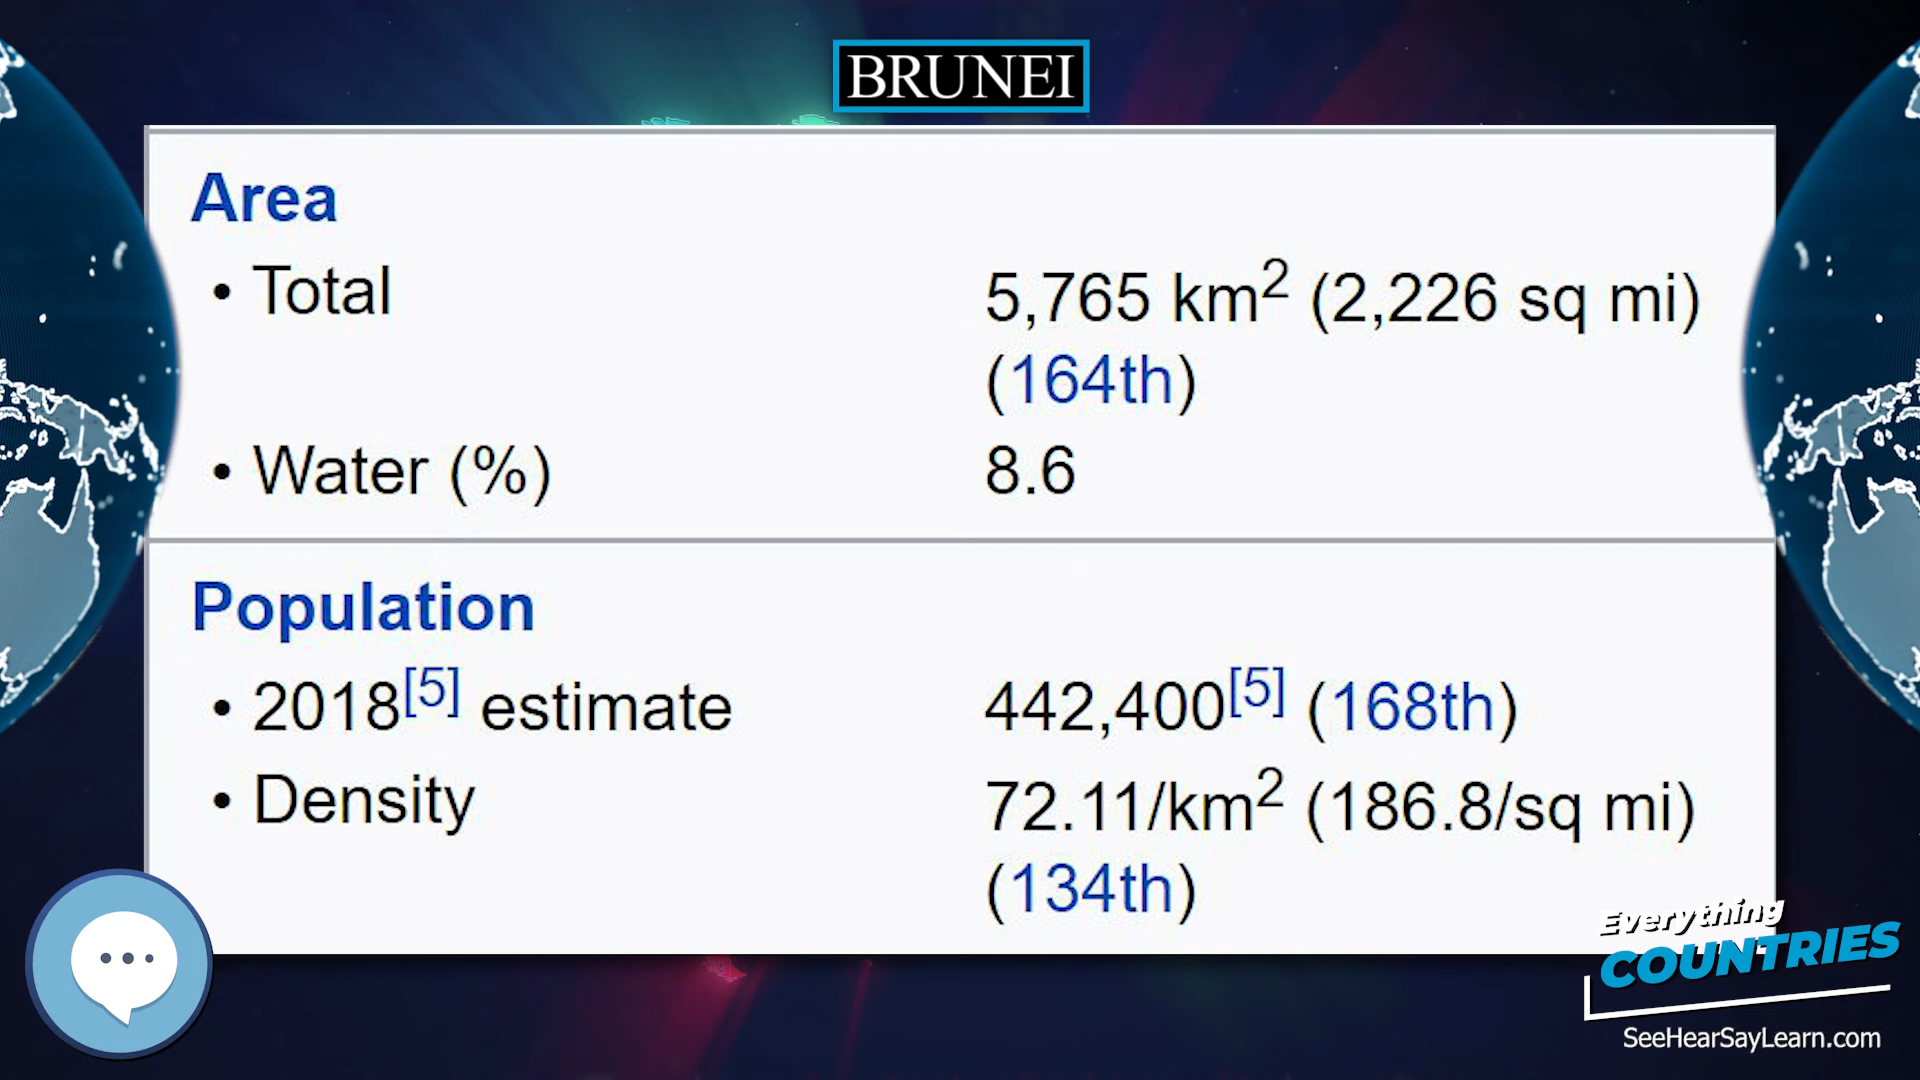 BRUNEI
Area
• Total 5,765 km² (2,226 sq mi)
(164th)
• Water (%) 8.6
Population
• 2018[5] estimate 442,400[5] (168th)
• Density 72.11/km² (186.8/sq mi)
(134th)
Everything
COUNTRIES
SeeHearSayLearn.com